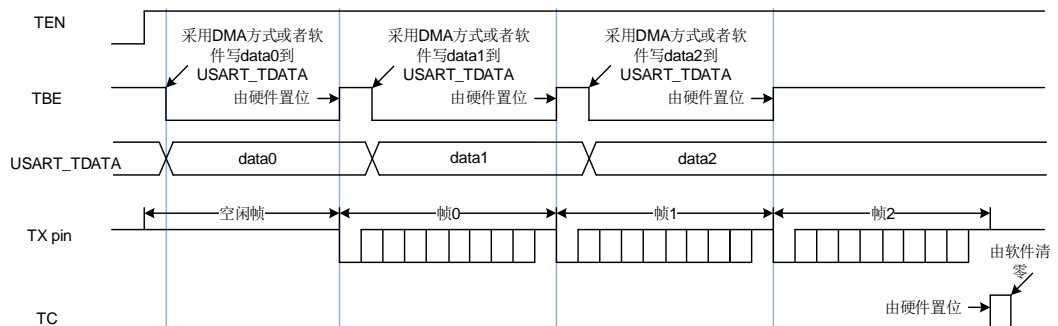 TEN
采用DMA方式或者软
件写data0到
USART_TDATA
采用DMA方式或者软
件写data1到
USART_TDATA
采用DMA方式或者软
件写data2到
USART_TDATA
TBE
由硬件置位
由硬件置位
由硬件置位
USART_TDATA
data0
data1
data2
空闲帧
帧0
帧1
帧2
TX pin
由软件清
零
由硬件置位
TC